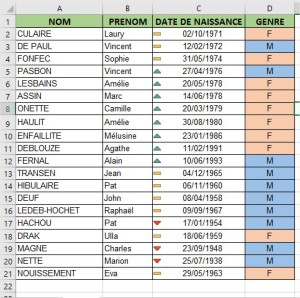 A B C D
1 NOM PRENOM DATE DE NAISSANCE GENRE
2 CULAIRE Laury 02/10/1971 F
3 DE PAUL Vincent 12/02/1972 M
4 FONFEC Sophie 31/05/1974 F
5 PASBON Vincent 27/04/1976 M
6 LESBAINS Amélie 20/05/1978 F
7 ASSIN Marc 14/06/1978 M
8 ONETTE Camille 20/03/1979 F
9 HAULIT Amélie 30/08/1980 F
10 ENFAILLITE Mélusine 23/01/1986 F
11 DEBLOUZE Agathe 11/02/1991 F
12 FERNAL Alain 10/06/1993 M
13 TRANSEN Jean 04/12/1965 M
14 HIBULAIRE Pat 06/11/1960 M
15 DEUF John 08/04/1958 M
16 LEDEB-HOCHET Raphaël 09/09/1967 M
17 HACHOU Pat 17/01/1954 M
18 DRAK Ulla 18/06/1959 F
19 MAGNE Charles 23/09/1948 M
20 NETTE Marion 25/07/1938 M
21 NOUISSEMENT Eva 29/05/1963 F